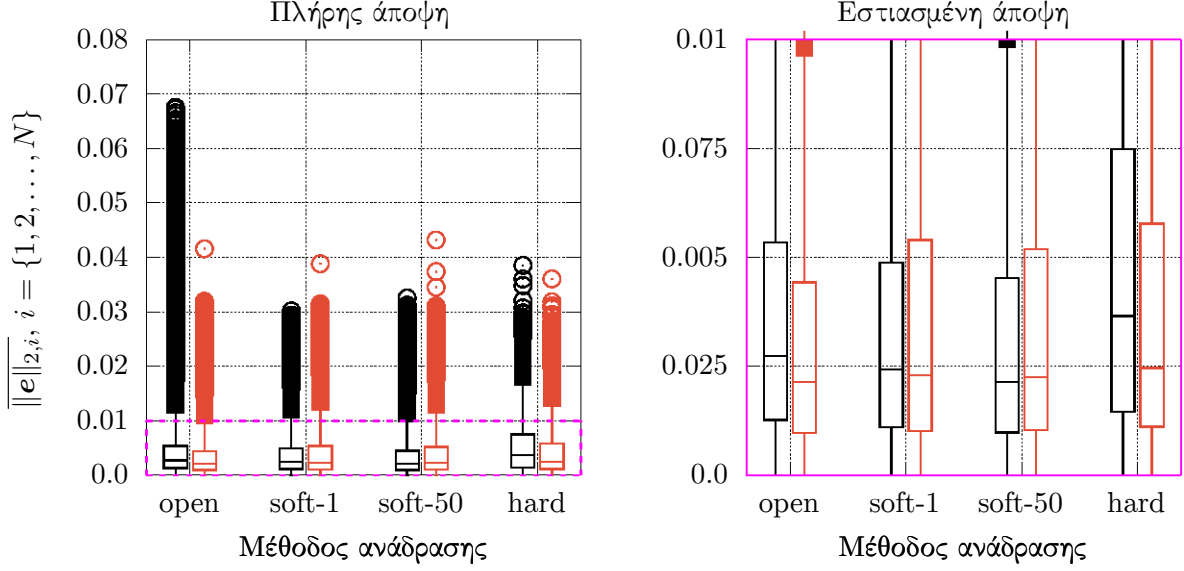 Πλήρης άποψη
0.08
0.07
0.06
0.05
0.04
0.03
0.02
0.01
0.0
open soft-1 soft-50 hard
Μέθοδος ανάδρασης
||e||2,i, i = {1, 2, . . . , N}
Εστιασμένη άποψη
0.01
0.075
0.005
0.025
0.0
open soft-1 soft-50 hard
Μέθοδος ανάδρασης